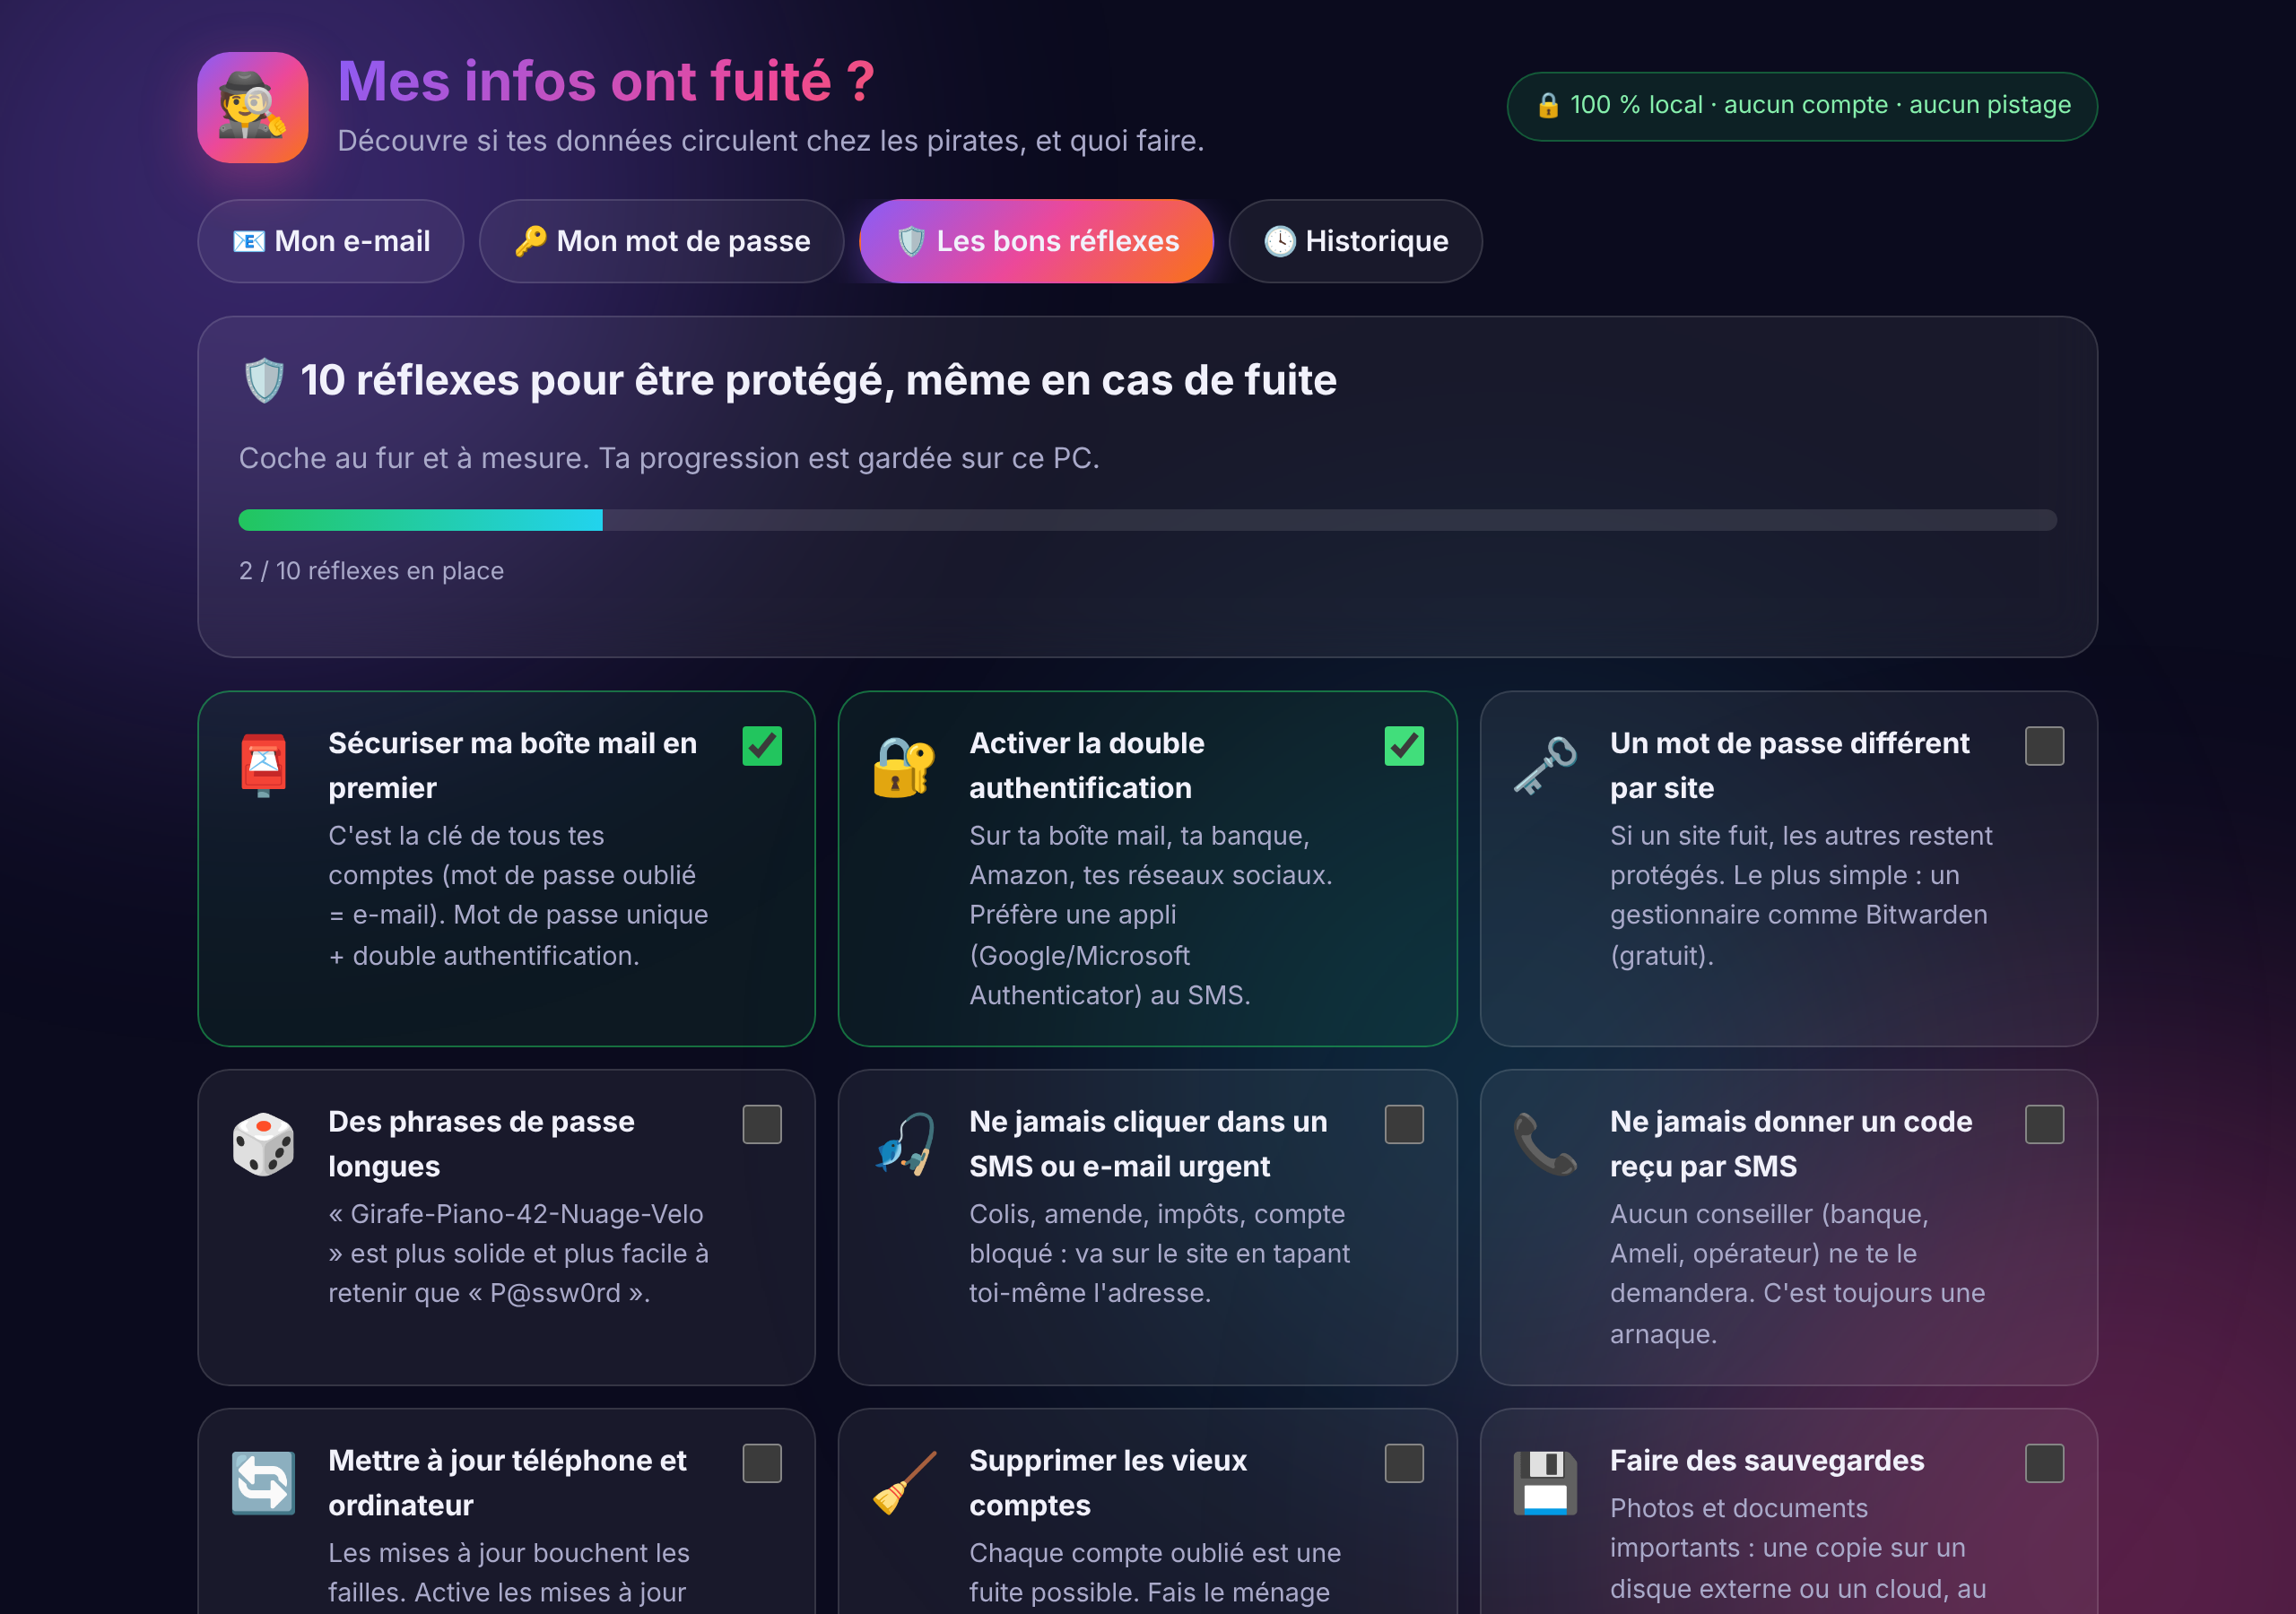 Mes infos ont fuité ?
Découvre si tes données circulent chez les pirates, et quoi faire.
100 % local · aucun compte · aucun pistage
Mon e-mail
Mon mot de passe
Les bons réflexes
Historique
10 réflexes pour être protégé, même en cas de fuite
Coche au fur et à mesure. Ta progression est gardée sur ce PC.
2 / 10 réflexes en place
Sécuriser ma boîte mail en
premier
C'est la clé de tous tes
comptes (mot de passe oublié
= e-mail). Mot de passe unique
+ double authentification.
Activer la double
authentification
Sur ta boîte mail, ta banque,
Amazon, tes réseaux sociaux.
Préfère une appli
(Google/Microsoft
Authenticator) au SMS.
Un mot de passe différent
par site
Si un site fuit, les autres restent
protégés. Le plus simple : un
gestionnaire comme Bitwarden
(gratuit).
Des phrases de passe
longues
« Girafe-Piano-42-Nuage-Velo
» est plus solide et plus facile à
retenir que « P@ssw0rd ».
Ne jamais cliquer dans un
SMS ou e-mail urgent
Colis, amende, impôts, compte
bloqué : va sur le site en tapant
toi-même l'adresse.
Ne jamais donner un code
reçu par SMS
Aucun conseiller (banque,
Ameli, opérateur) ne te le
demandera. C'est toujours une
arnaque.
Mettre à jour téléphone et
ordinateur
Les mises à jour bouchent les
failles. Active les mises à jour
Supprimer les vieux
comptes
Chaque compte oublié est une
fuite possible. Fais le ménage
Faire des sauvegardes
Photos et documents
importants : une copie sur un
disque externe ou un cloud, au